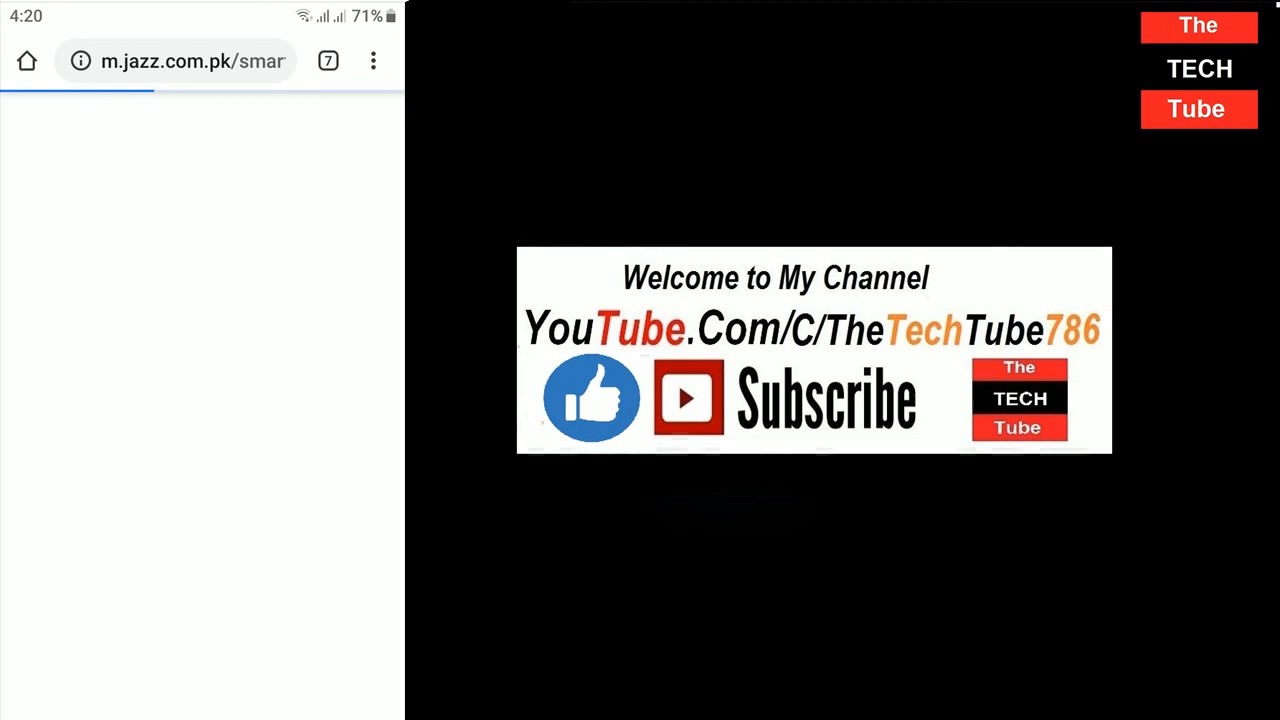 4:20
71%
m.jazz.com.pk/smar
7
The
TECH
Tube
Welcome to My Channel
YouTube.Com/C/TheTechTube786
Subscribe
The
TECH
Tube